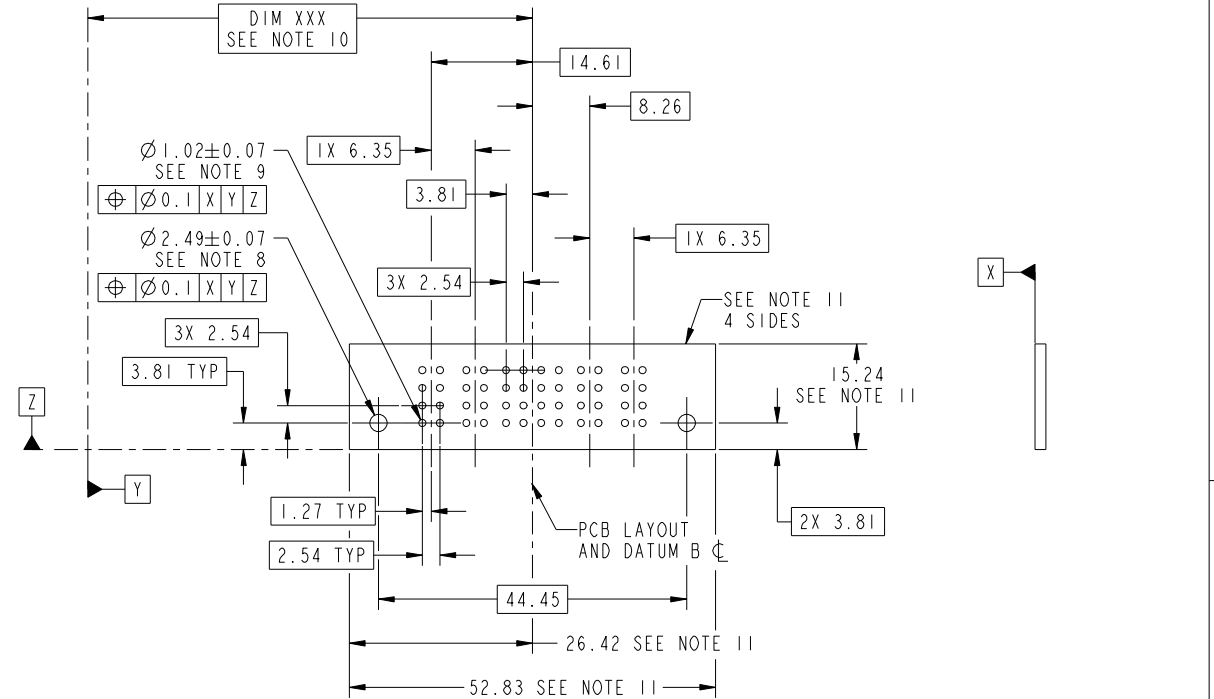 DIM XXX
SEE NOTE 10
14.61
8.26
Ø1.02±0.07
SEE NOTE 9
⌖ Ø0.1 X Y Z
1X 6.35
3.81
Ø2.49±0.07
SEE NOTE 8
⌖ Ø0.1 X Y Z
1X 6.35
3X 2.54
X
SEE NOTE 11
4 SIDES
3X 2.54
3.81 TYP
15.24
SEE NOTE 11
Z
Y
1.27 TYP
2X 3.81
PCB LAYOUT
AND DATUM B ℄
2.54 TYP
44.45
26.42 SEE NOTE 11
52.83 SEE NOTE 11